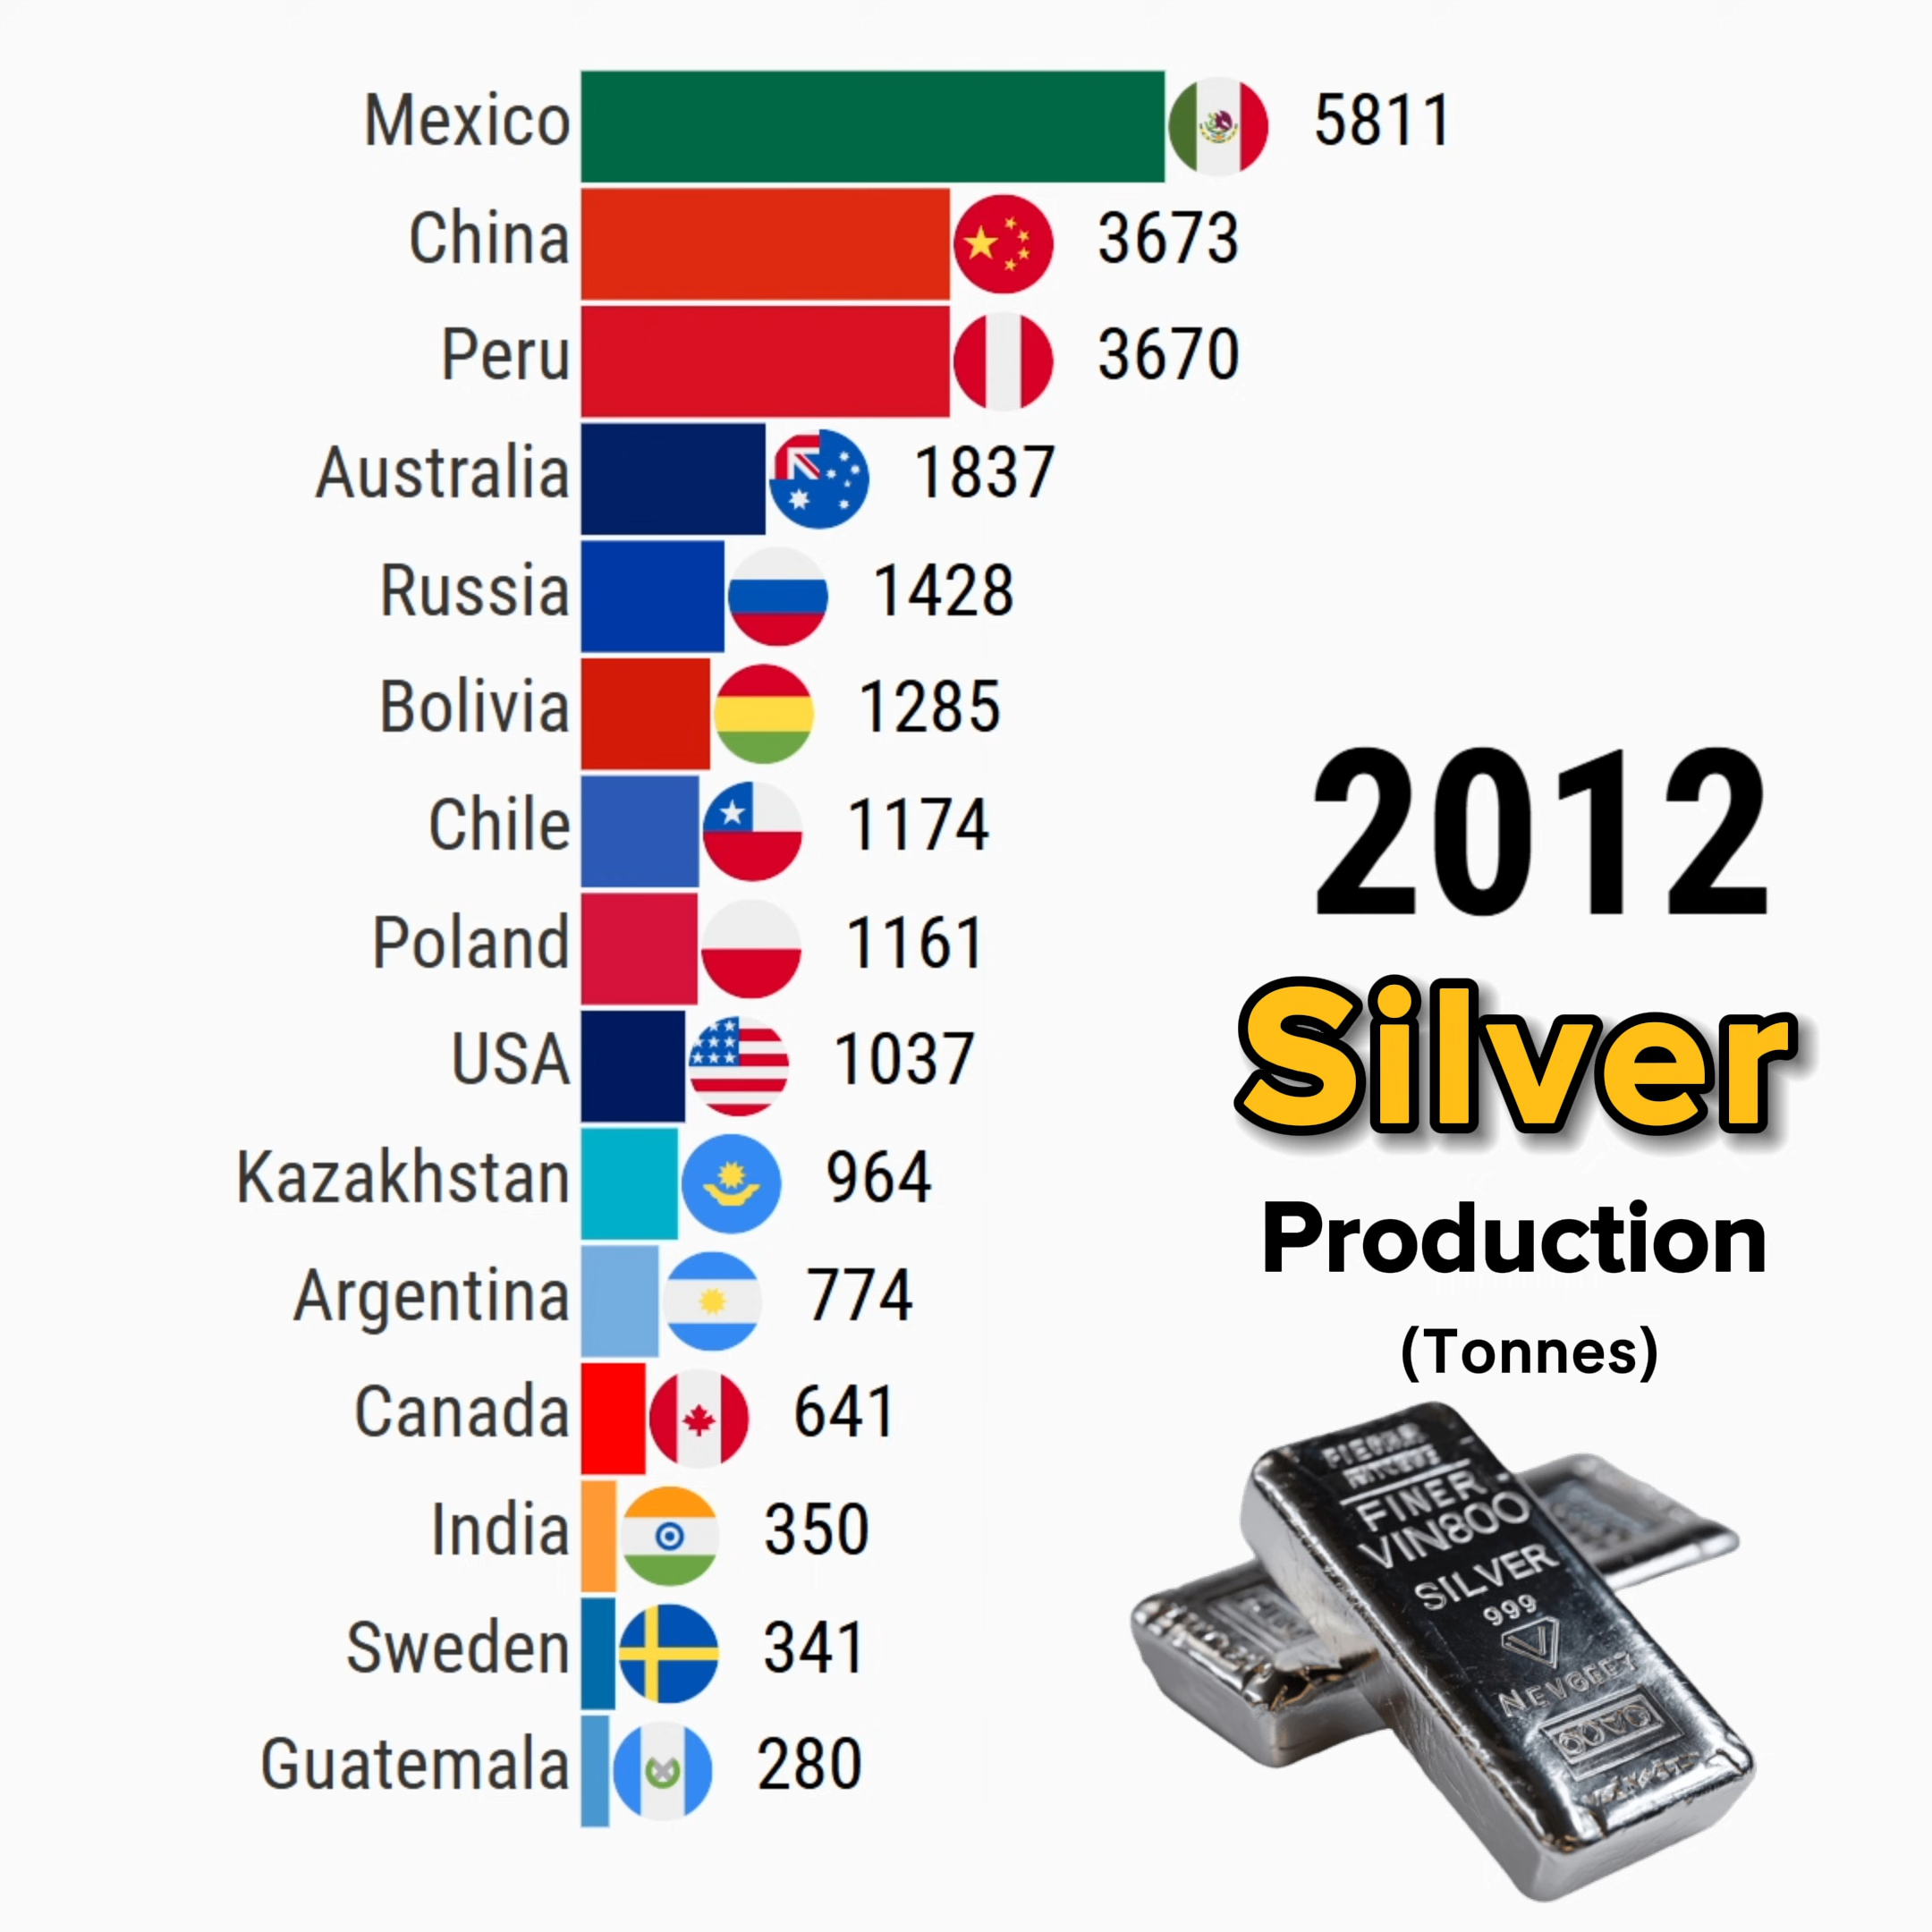 Mexico 5811
China 3673
Peru 3670
Australia 1837
Russia 1428
Bolivia 1285
Chile 1174
Poland 1161
USA 1037
Kazakhstan 964
Argentina 774
Canada 641
India 350
Sweden 341
Guatemala 280
2012
Silver
Production
(Tonnes)
FINER
VIN800
SILVER
999